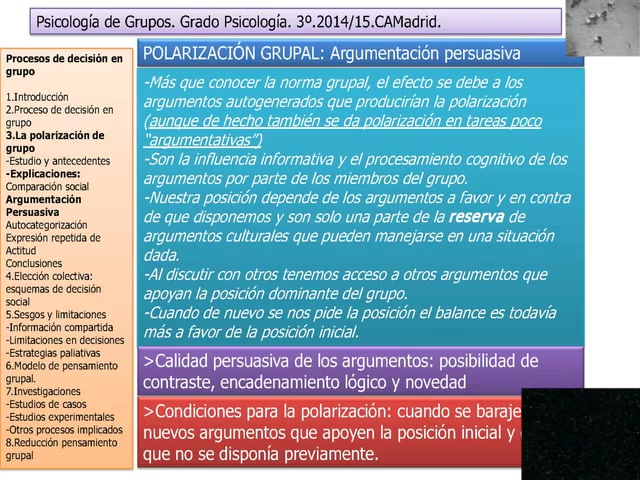 Psicología de Grupos. Grado Psicología. 3º.2014/15.CAMadrid.
Procesos de decisión en
grupo
1.Introducción
2.Proceso de decisión en
grupo
3.La polarización de
grupo
-Estudio y antecedentes
-Explicaciones:
Comparación social
Argumentación
Persuasiva
Autocategorización
Expresión repetida de
Actitud
Conclusiones
4.Elección colectiva:
esquemas de decisión
social
5.Sesgos y limitaciones
-Información compartida
-Limitaciones en decisiones
-Estrategias paliativas
6.Modelo de pensamiento
grupal.
7.Investigaciones
-Estudios de casos
-Estudios experimentales
-Otros procesos implicados
8.Reducción pensamiento
grupal
POLARIZACIÓN GRUPAL: Argumentación persuasiva
-Más que conocer la norma grupal, el efecto se debe a los
argumentos autogenerados que producirían la polarización
(aunque de hecho también se da polarización en tareas poco
“argumentativas”)
-Son la influencia informativa y el procesamiento cognitivo de los
argumentos por parte de los miembros del grupo.
-Nuestra posición depende de los argumentos a favor y en contra
de que disponemos y son solo una parte de la reserva de
argumentos culturales que pueden manejarse en una situación
dada.
-Al discutir con otros tenemos acceso a otros argumentos que
apoyan la posición dominante del grupo.
-Cuando de nuevo se nos pide la posición el balance es todavía
más a favor de la posición inicial.
>Calidad persuasiva de los argumentos: posibilidad de
contraste, encadenamiento lógico y novedad
>Condiciones para la polarización: cuando se baraje
nuevos argumentos que apoyen la posición inicial y
que no se disponía previamente.